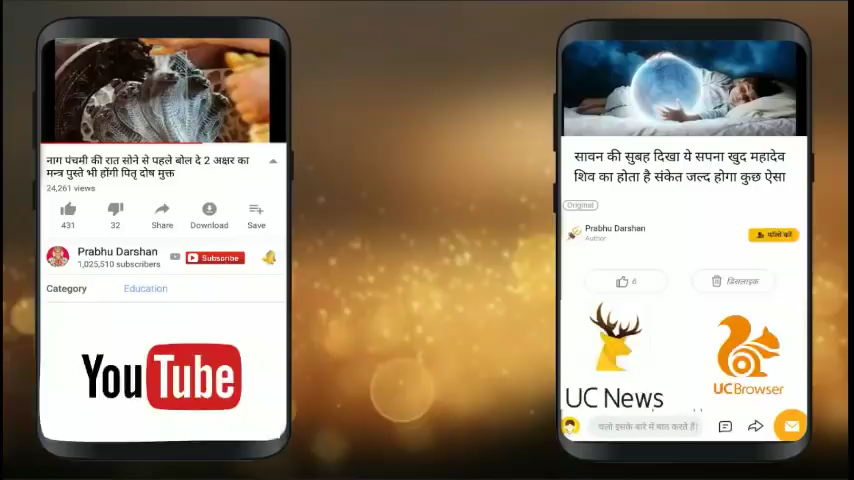 नाग पंचमी की रात सोने से पहले बोल दे 2 अक्षर का
मन्त्र पुस्ते भी होंगी पितृ दोष मुक्त
24,261 views
431
32
Share
Download
Save
Prabhu Darshan
Subscribe
1,025,510 subscribers
Category
Education
YouTube
सावन की सुबह दिखा ये सपना खुद महादेव
शिव का होता है संकेत जल्द होगा कुछ ऐसा
Original
Prabhu Darshan
Author
फॉलो करें
6
डिसलाइक
UC News
UC Browser
चलो इसके बारे में बात करते हैं!